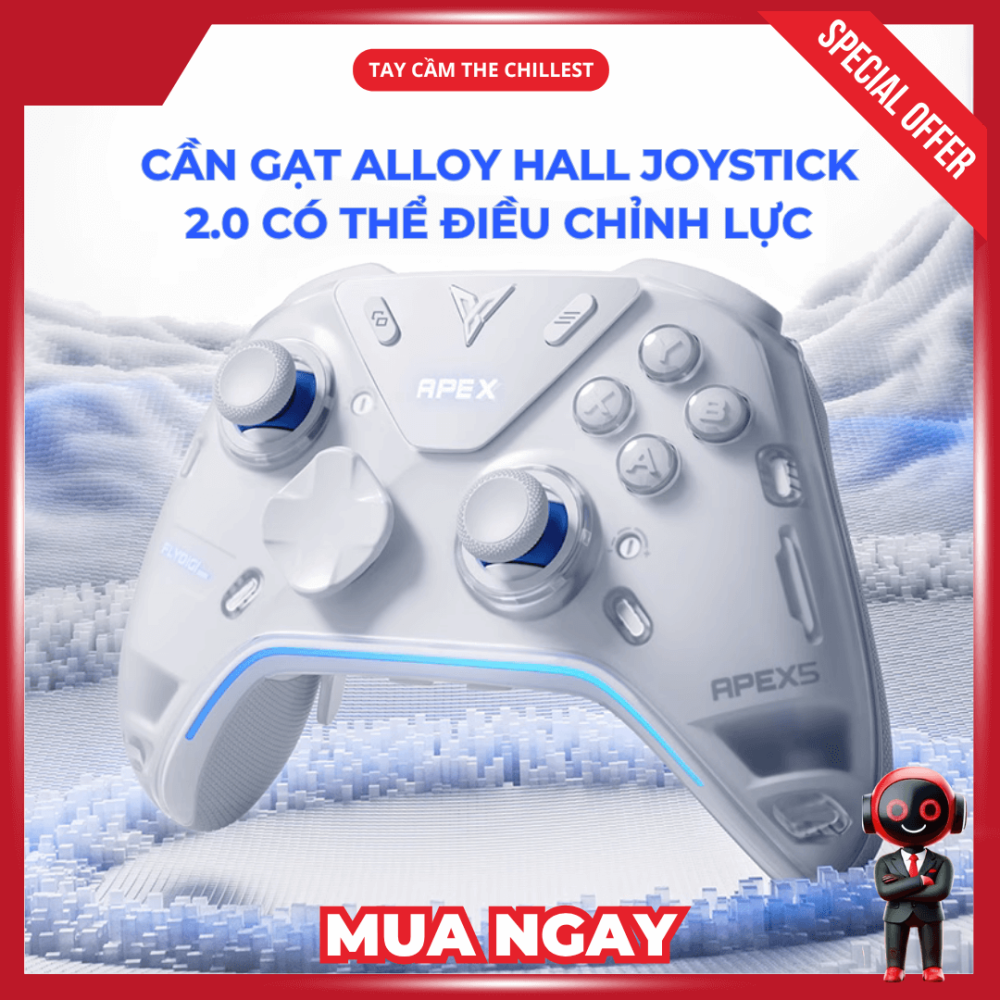 TAY CẦM THE CHILLEST
SPECIAL OFFER
CẦN GẠT ALLOY HALL JOYSTICK
2.0 CÓ THỂ ĐIỀU CHỈNH LỰC
APEX
Y
X
B
A
FLYDIGI
APEX5
MUA NGAY